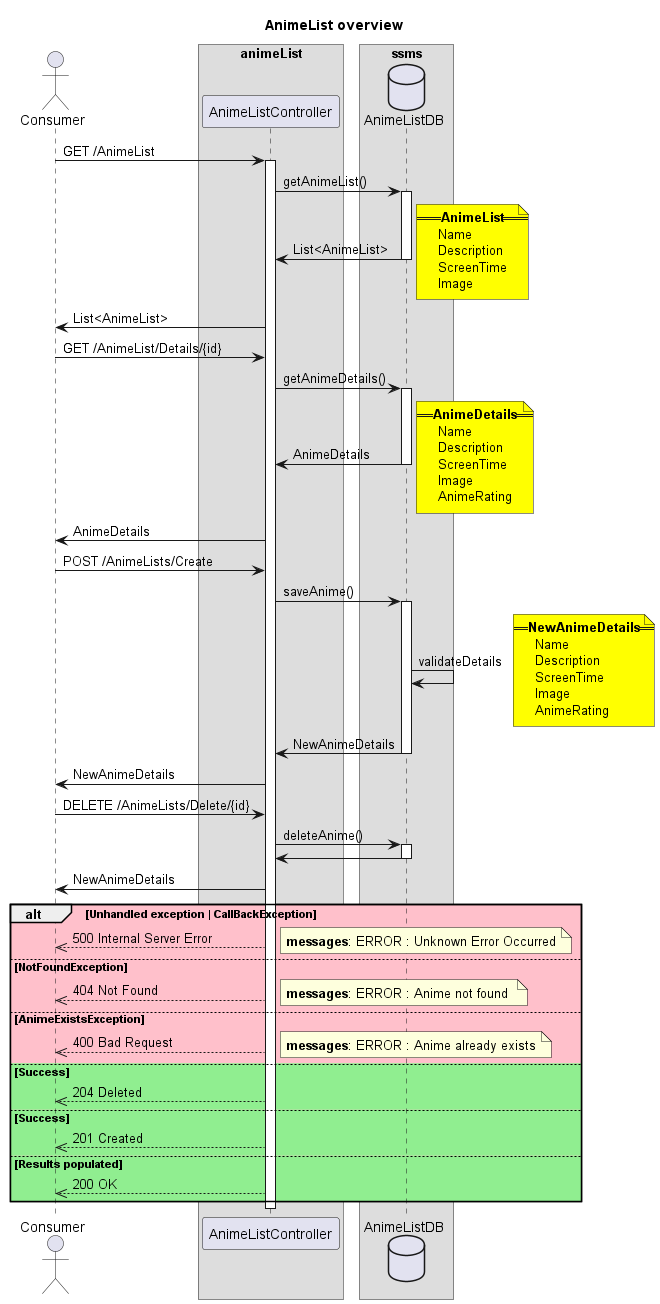 AnimeList overview
animeList
ssms
Consumer
AnimeListController
AnimeListDB
GET /AnimeList
getAnimeList()
AnimeList
Name
Description
ScreenTime
Image
List<AnimeList>
List<AnimeList>
GET /AnimeList/Details/{id}
getAnimeDetails()
AnimeDetails
Name
Description
ScreenTime
Image
AnimeRating
AnimeDetails
AnimeDetails
POST /AnimeLists/Create
saveAnime()
NewAnimeDetails
Name
Description
ScreenTime
Image
AnimeRating
validateDetails
NewAnimeDetails
NewAnimeDetails
DELETE /AnimeLists/Delete/{id}
deleteAnime()
NewAnimeDetails
alt [Unhandled exception | CallBackException]
500 Internal Server Error
messages: ERROR : Unknown Error Occurred
[NotFoundException]
404 Not Found
messages: ERROR : Anime not found
[AnimeExistsException]
400 Bad Request
messages: ERROR : Anime already exists
[Success]
204 Deleted
[Success]
201 Created
[Results populated]
200 OK
Consumer
AnimeListController
AnimeListDB